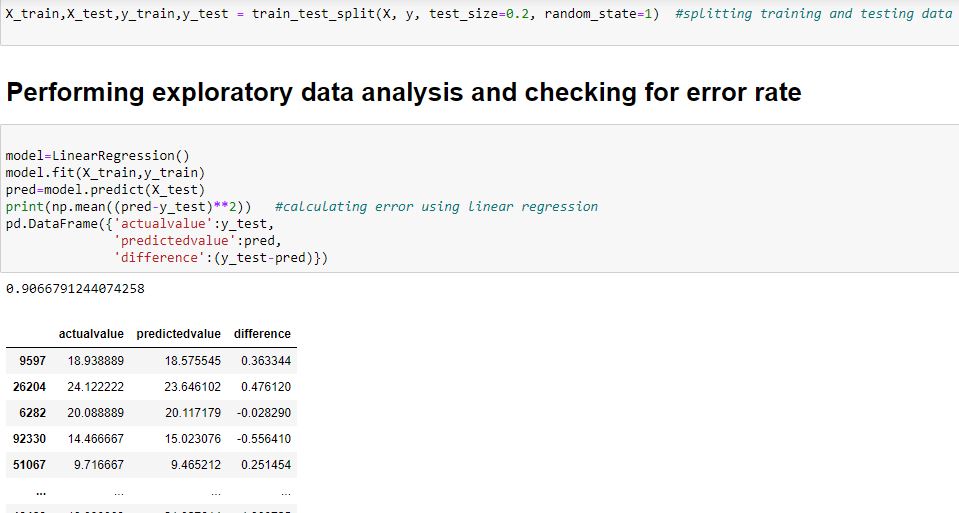 X_train,X_test,y_train,y_test = train_test_split(X, y, test_size=0.2, random_state=1)  #splitting training and testing data
Performing exploratory data analysis and checking for error rate
model=LinearRegression()
model.fit(X_train,y_train)
pred=model.predict(X_test)
print(np.mean((pred-y_test)**2))   #calculating error using linear regression
pd.DataFrame({'actualvalue':y_test,
'predictedvalue':pred,
'difference':(y_test-pred)})
0.9066791244074258
actualvalue predictedvalue difference
9597 18.938889 18.575545 0.363344
26204 24.122222 23.646102 0.476120
6282 20.088889 20.117179 -0.028290
92330 14.466667 15.023076 -0.556410
51067 9.716667 9.465212 0.251454
... ... ... ...